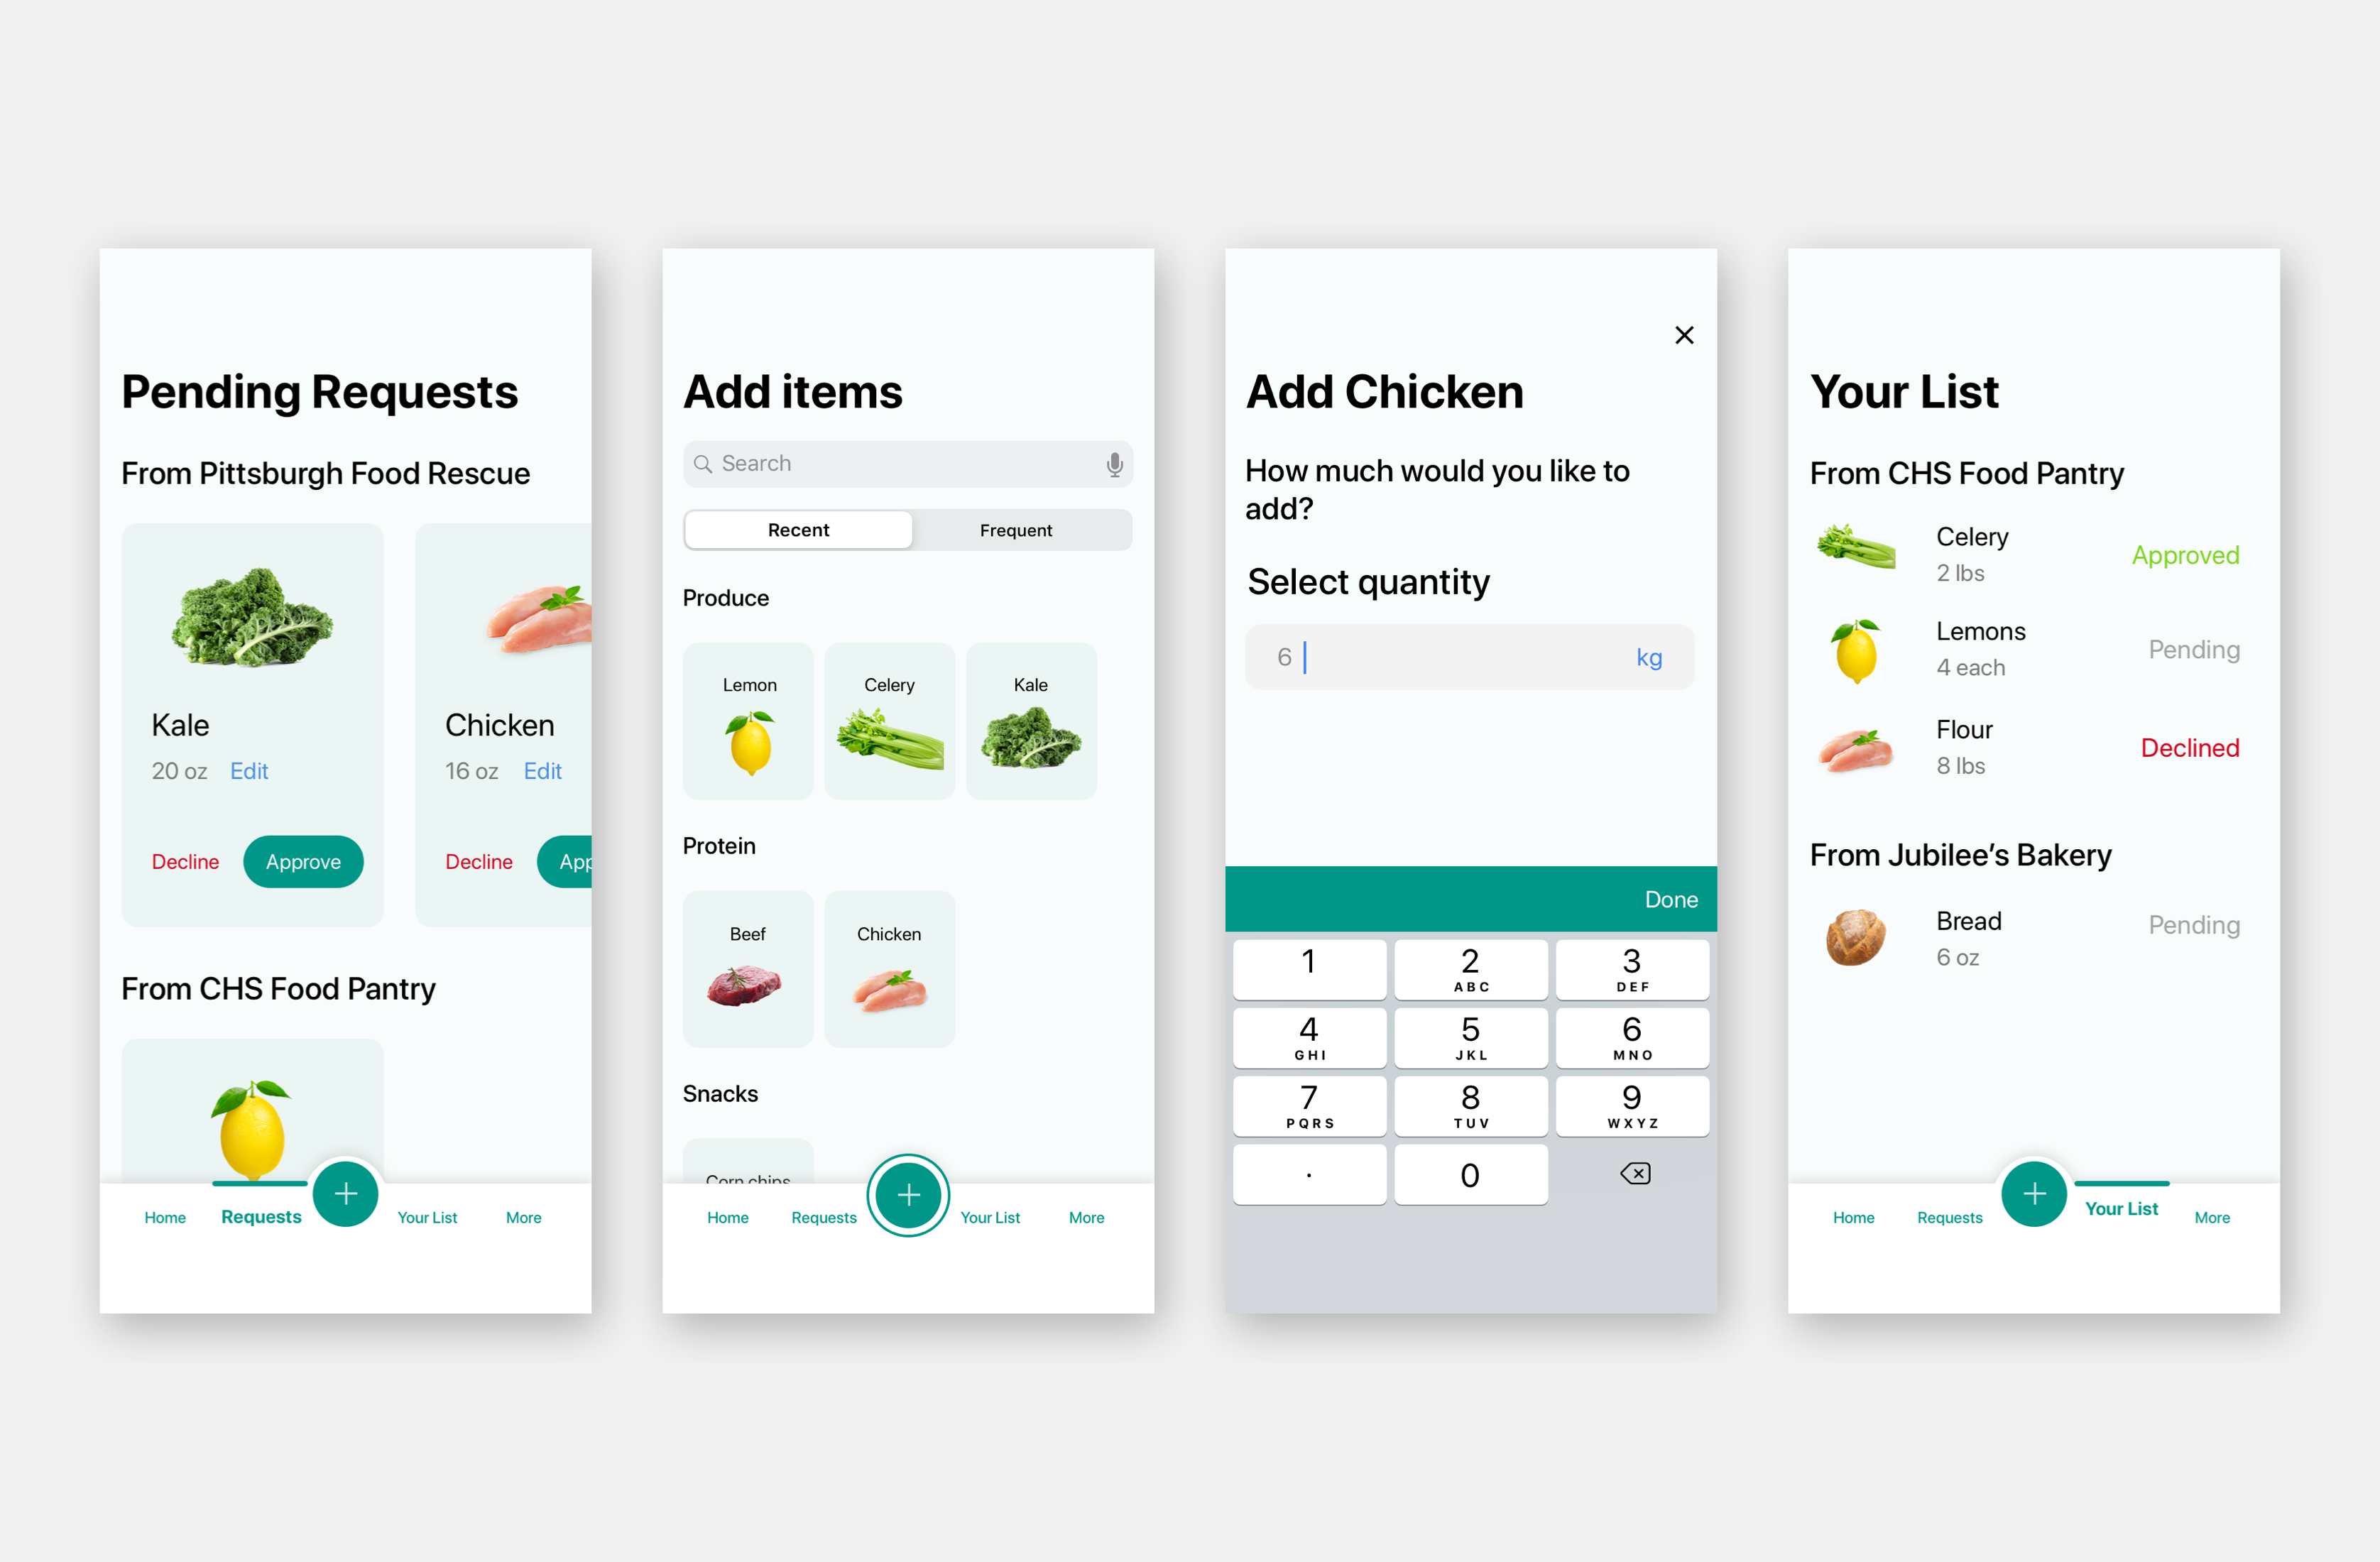 Pending Requests
From Pittsburgh Food Rescue
Kale
20 oz Edit
Decline Approve
Chicken
16 oz Edit
Decline App
From CHS Food Pantry
Home Requests + Your List More
Add items
Search
Recent Frequent
Produce
Lemon Celery Kale
Protein
Beef Chicken
Snacks
Corn chips
Home Requests + Your List More
Add Chicken
How much would you like to
add?
Select quantity
6 kg
Done
1 2 3
ABC DEF
4 5 6
GHI JKL MNO
7 8 9
PQRS TUV WXYZ
. 0
Your List
From CHS Food Pantry
Celery
2 lbs
Approved
Lemons
4 each
Pending
Flour
8 lbs
Declined
From Jubilee’s Bakery
Bread
6 oz
Pending
Home Requests + Your List More